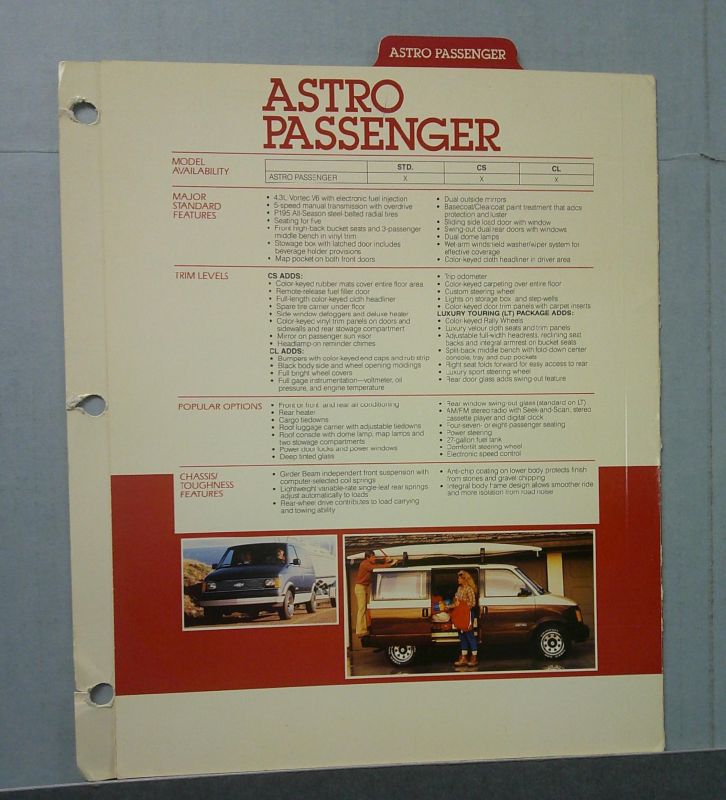 ASTRO PASSENGER
ASTRO
PASSENGER
MODEL
AVAILABILITY
STD. CS CL
ASTRO PASSENGER X X X
MAJOR
STANDARD
FEATURES
• 4.3L Vortec V6 with electronic fuel injection
• 5-speed manual transmission with overdrive
• P195 All-Season steel-belted radial tires
• Seating for five
• Front high-back bucket seats and 3-passenger
middle bench in vinyl trim
• Stowage box with latched door includes
beverage holder provisions
• Map pocket on both front doors
• Dual outside mirrors
• Basecoat/Clearcoat paint treatment that adds
protection and luster
• Sliding side load door with window
• Swing-out dual rear doors with windows
• Dual dome lamps
• Wet-arm windshield washer/wiper system for
effective coverage
• Color-keyed cloth headliner in driver area
TRIM LEVELS
CS ADDS:
• Color-keyed rubber mats cover entire floor area
• Remote-release fuel filler door
• Full-length color-keyed cloth headliner
• Spare tire carrier under floor
• Side window defoggers and deluxe heater
• Color-keyed vinyl trim panels on doors and
sidewalls and rear stowage compartment
• Mirror on passenger sun visor
• Headlamp-on reminder chimes
CL ADDS:
• Bumpers with color-keyed end caps and rub strip
• Black body side and wheel opening moldings
• Full bright wheel covers
• Full gage instrumentation—voltmeter, oil
pressure, and engine temperature
• Trip odometer
• Color-keyed carpeting over entire floor
• Custom steering wheel
• Lights on storage box and step-wells
• Color-keyed door trim panels with carpet inserts
LUXURY TOURING (LT) PACKAGE ADDS:
• Color-keyed Rally Wheels
• Luxury velour cloth seats and trim panels
• Adjustable full-width headrests, reclining seat
backs and integral armrest on bucket seats
• Split-back middle bench with fold down center
console, tray and cup pockets
• Right seat folds forward for easy access to rear
• Luxury sport steering wheel
• Rear door glass adds swing-out feature
POPULAR OPTIONS
• Front or front and rear air conditioning
• Rear heater
• Cargo tiedowns
• Roof luggage carrier with adjustable tiedowns
• Roof console with dome lamp, map lamps and
two stowage compartments
• Power door locks and power windows
• Deep tinted glass
• Rear window swing-out glass (standard on LT)
• AM/FM stereo radio with Seek-and-Scan, stereo
cassette player and digital clock
• Four-seven- or eight-passenger seating
• Power steering
• 27-gallon fuel tank
• Comfortilt steering wheel
• Electronic speed control
CHASSIS/
TOUGHNESS
FEATURES
• Girder Beam independent front suspension with
computer-selected coil springs
• Lightweight variable-rate single-leaf rear springs
adjust automatically to loads
• Rear-wheel drive contributes to load carrying
and towing ability
• Anti-chip coating on lower body protects finish
from stones and gravel chipping
• Integral body frame design allows smoother ride
and more isolation from road noise